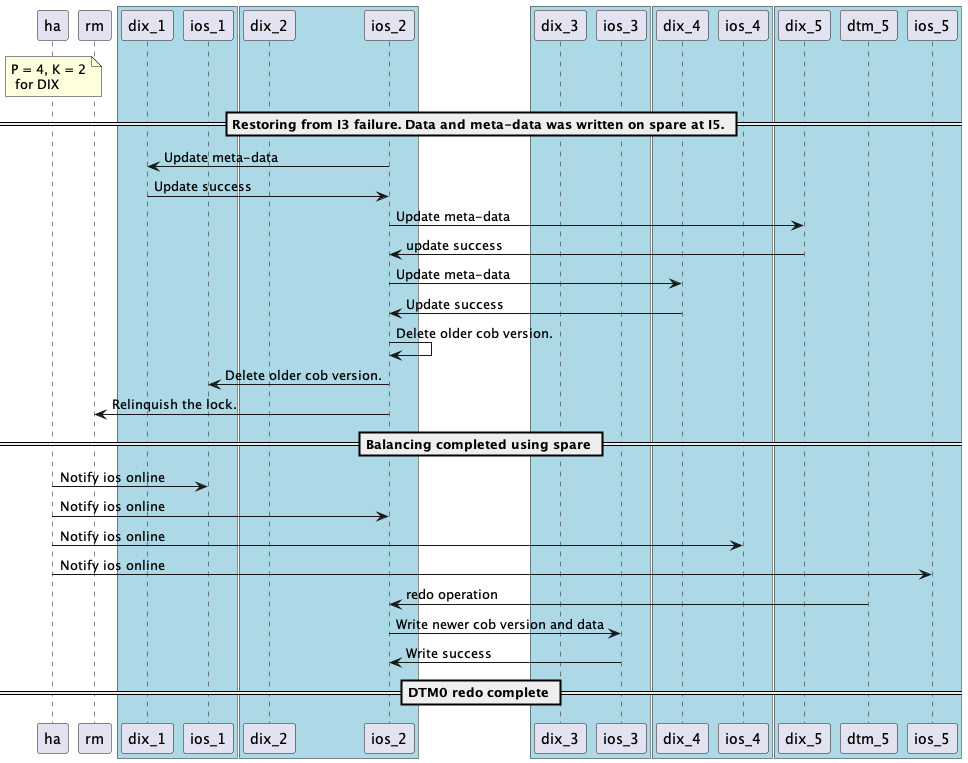 ha rm dix_1 ios_1 dix_2 ios_2 dix_3 ios_3 dix_4 ios_4 dix_5 dtm_5 ios_5
P = 4, K = 2
for DIX
Restoring from I3 failure. Data and meta-data was written on spare at I5.
Update meta-data
Update success
Update meta-data
update success
Update meta-data
Update success
Delete older cob version.
Delete older cob version.
Relinquish the lock.
Balancing completed using spare
Notify ios online
Notify ios online
Notify ios online
Notify ios online
redo operation
Write newer cob version and data
Write success
DTM0 redo complete
ha rm dix_1 ios_1 dix_2 ios_2 dix_3 ios_3 dix_4 ios_4 dix_5 dtm_5 ios_5